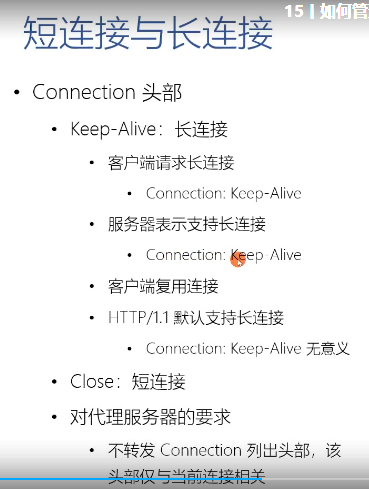 15 | 如何管
短连接与长连接
• Connection 头部
• Keep-Alive：长连接
• 客户端请求长连接
• Connection: Keep-Alive
• 服务器表示支持长连接
• Connection: Keep-Alive
• 客户端复用连接
• HTTP/1.1 默认支持长连接
• Connection: Keep-Alive 无意义
• Close：短连接
• 对代理服务器的要求
• 不转发 Connection 列出头部，该
头部仅与当前连接相关